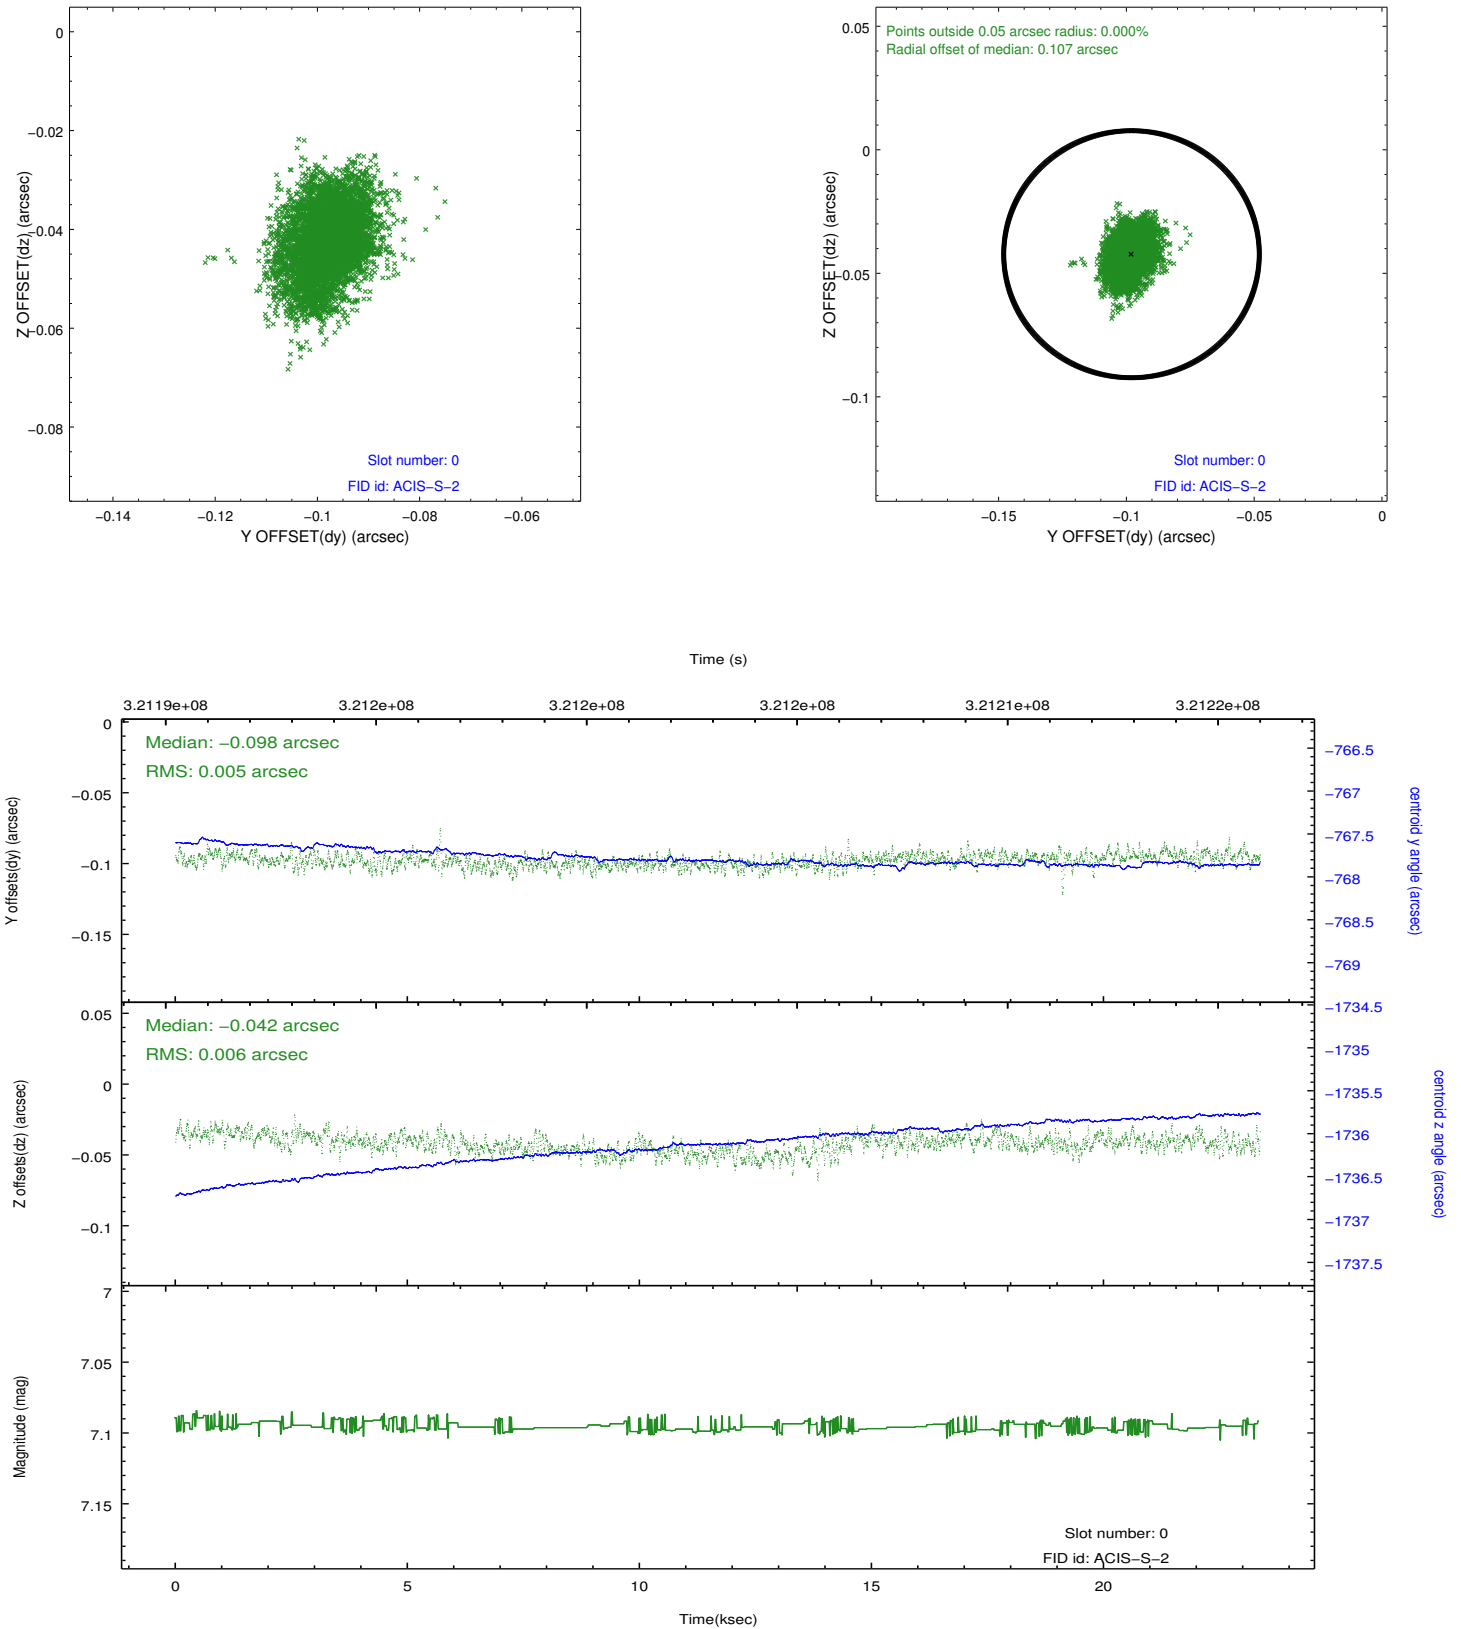 0
−0.02
−0.04
−0.06
−0.08
Z OFFSET(dz) (arcsec)
Slot number: 0
FID id: ACIS−S−2
−0.14
−0.12
−0.1
−0.08
−0.06
Y OFFSET(dy) (arcsec)
Points outside 0.05 arcsec radius: 0.000%
Radial offset of median: 0.107 arcsec
0.05
0
−0.05
−0.1
Z OFFSET(dz) (arcsec)
Slot number: 0
FID id: ACIS−S−2
−0.15
−0.1
−0.05
0
Y OFFSET(dy) (arcsec)
Time (s)
3.2119e+08
3.212e+08
3.212e+08
3.212e+08
3.2121e+08
3.2122e+08
Median: −0.098 arcsec
RMS: 0.005 arcsec
0
−0.05
−0.1
−0.15
Y offsets(dy) (arcsec)
−766.5
−767
−767.5
−768
−768.5
−769
centroid y angle (arcsec)
Median: −0.042 arcsec
RMS: 0.006 arcsec
0.05
0
−0.05
−0.1
Z offsets(dz) (arcsec)
−1734.5
−1735
−1735.5
−1736
−1736.5
−1737
−1737.5
centroid z angle (arcsec)
7
7.05
7.1
7.15
Magnitude (mag)
Slot number: 0
FID id: ACIS−S−2
0
5
10
15
20
Time(ksec)